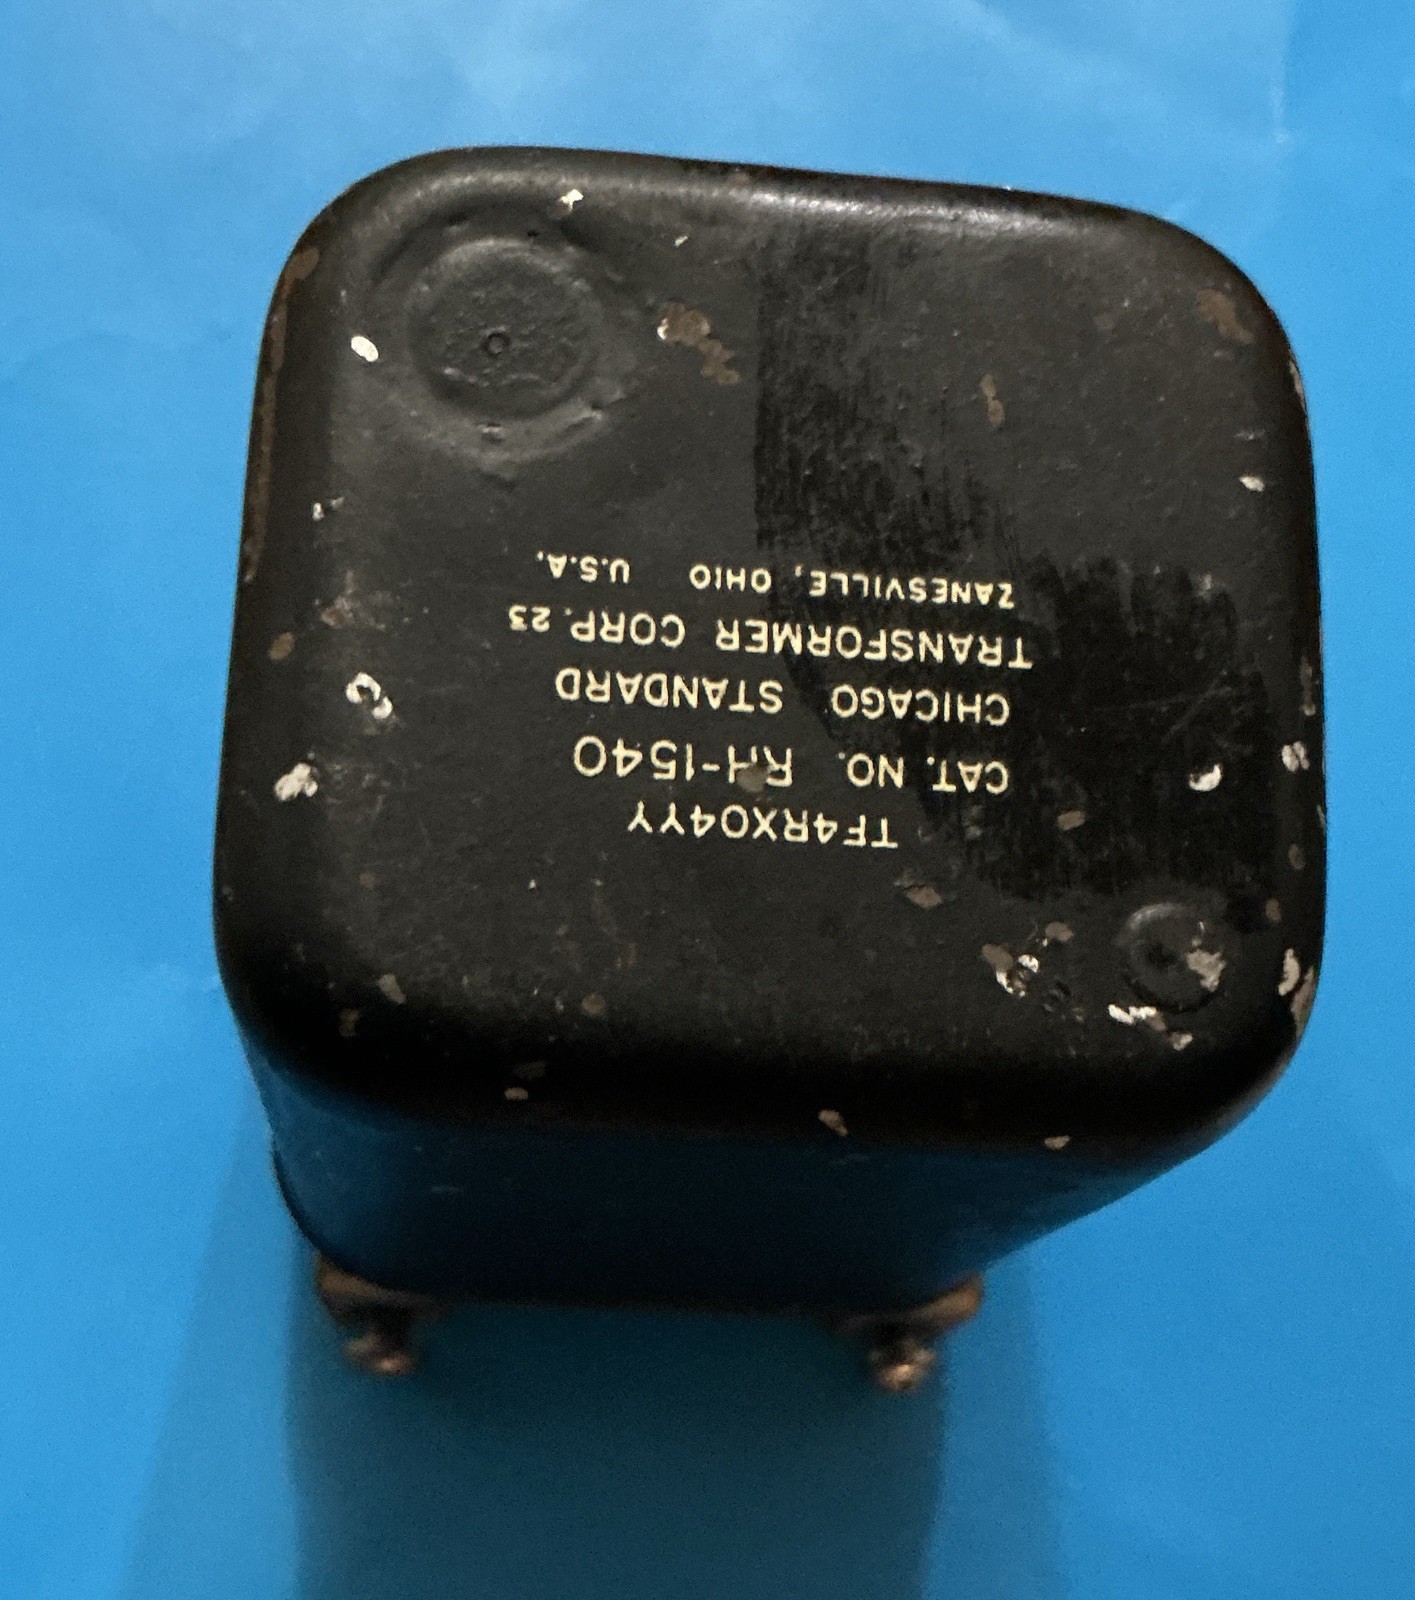 TF4RX04YY
CAT. NO. RH-1540
CHICAGO STANDARD
TRANSFORMER CORP. 23
ZANESVILLE, OHIO U.S.A.